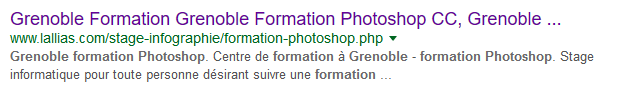 Grenoble Formation Grenoble Formation Photoshop CC, Grenoble ...
www.lallias.com/stage-infographie/formation-photoshop.php
Grenoble formation Photoshop. Centre de formation à Grenoble - formation Photoshop. Stage
informatique pour toute personne désirant suivre une formation ...